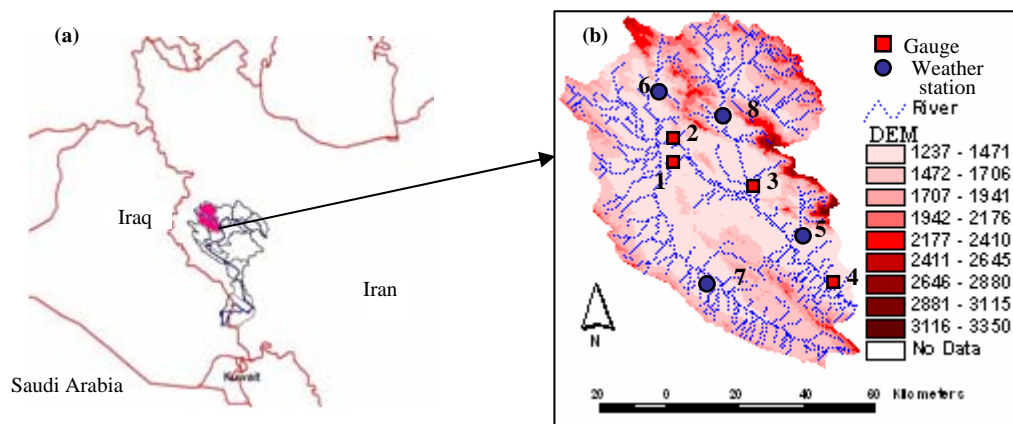 (a)
Iraq
Iran
Saudi Arabia
Kuwait
(b)
Gauge
Weather
station
River
DEM
1237 - 1471
1472 - 1706
1707 - 1941
1942 - 2176
2177 - 2410
2411 - 2645
2646 - 2880
2881 - 3115
3116 - 3350
No Data
6
8
2
1
3
5
7
4
N
20 0 20 40 60 Kilometers